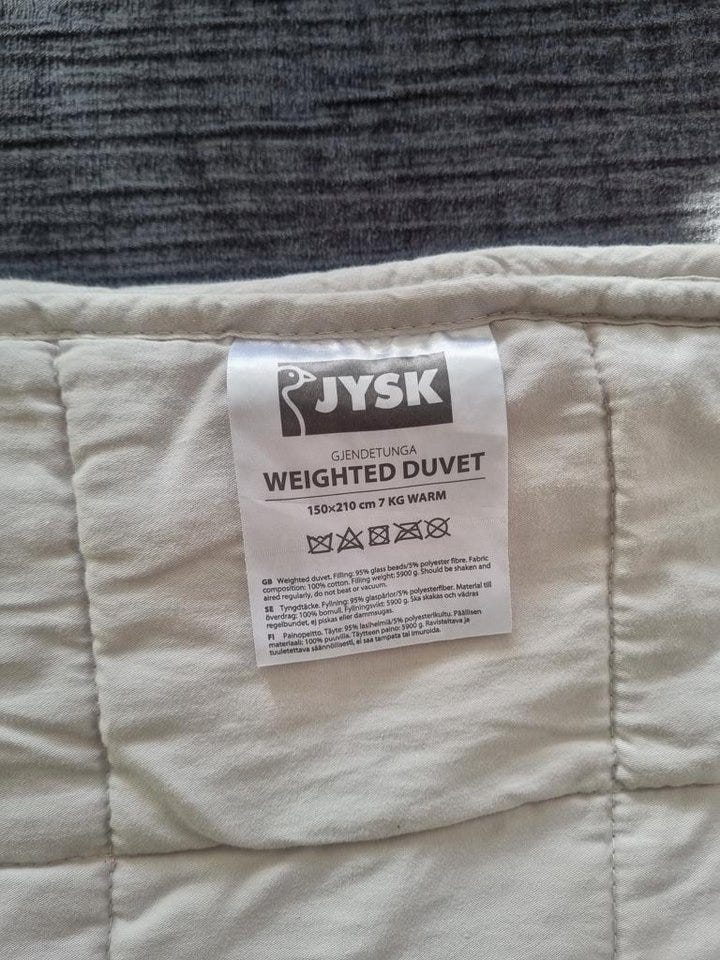 JYSK
GJENDETUNGA
WEIGHTED DUVET
150×210 cm 7 KG WARM
GB Weighted duvet. Filling: 95% glass beads/5% polyester fibre. Fabric
composition: 100% cotton. Filling weight: 5900 g. Should be shaken and
aired regularly, do not beat or vacuum.
SE Tyngdtäcke. Fyllning: 95% glaspärlor/5% polyesterfiber. Material till
överdrag: 100% bomull. Fyllningsvikt: 5900 g. Ska skakas och vädras
regelbundet, ej piskas eller dammsugas.
FI Painopeitto. Täyte: 95% lasihelmiä/5% polyesterikuitu. Päällisen
materiaali: 100% puuvilla. Täytteen paino: 5900 g. Ravisteltava ja
tuuletettava säännöllisesti, ei saa tampata tai imuroida.